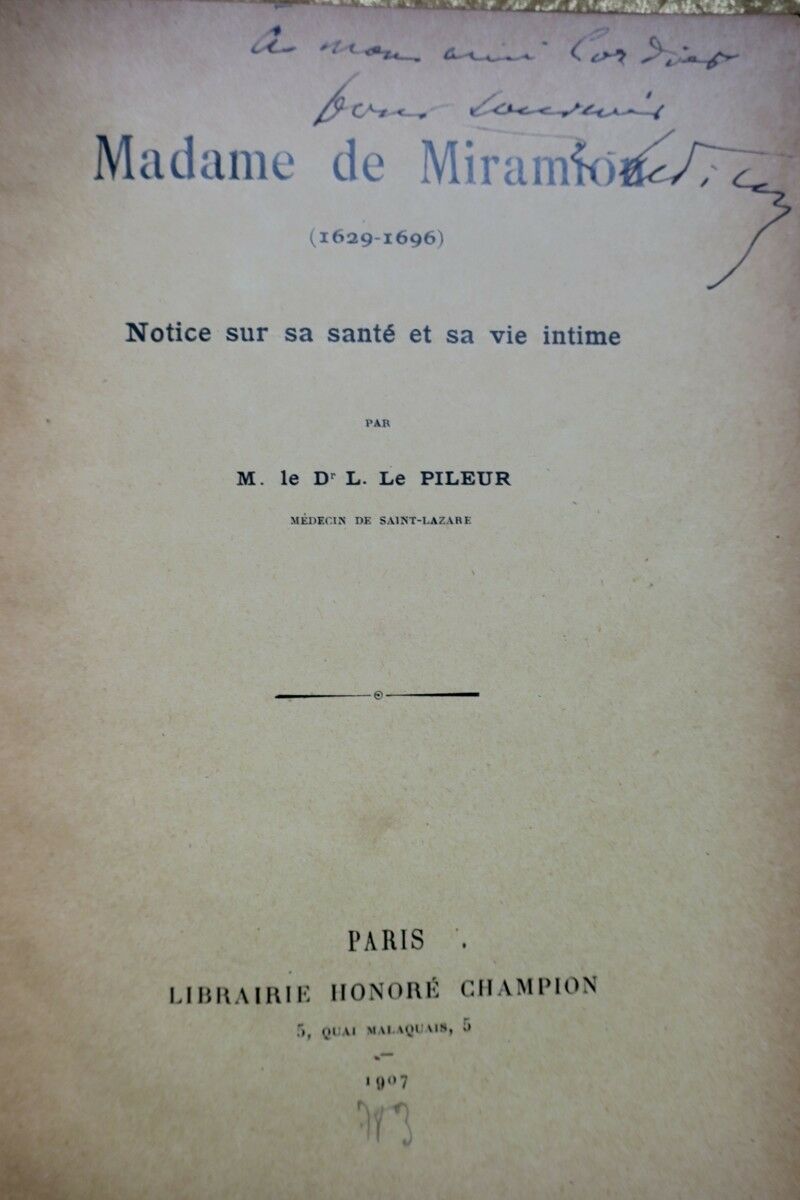 A mon ami Cordier
bon souvenir
Madame de Miramion
(1629-1696)
Notice sur sa santé et sa vie intime
PAR
M. le Dr L. Le PILEUR
MÉDECIN DE SAINT-LAZARE
PARIS
LIBRAIRIE HONORÉ CHAMPION
5, QUAI MALAQUAIS, 5
1907